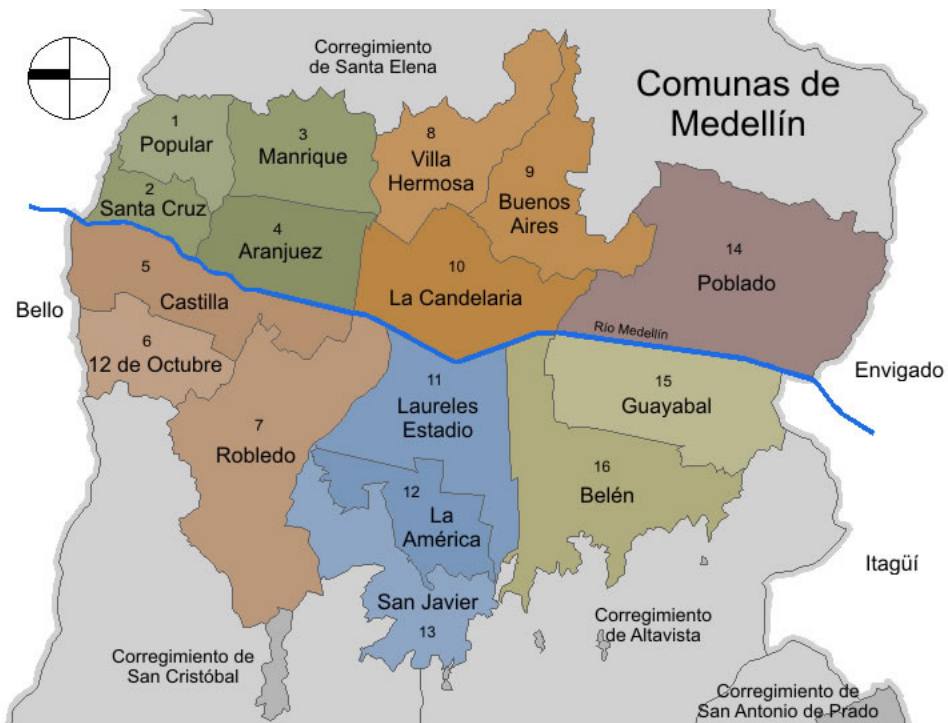 Corregimiento
de Santa Elena
Comunas de
Medellín
1
Popular
3
Manrique
8
Villa
Hermosa
9
Buenos
Aires
2
Santa Cruz
4
Aranjuez
14
Poblado
5
Castilla
10
La Candelaria
Bello
Río Medellín
6
12 de Octubre
11
Laureles
Estadio
15
Guayabal
Envigado
7
Robledo
16
Belén
12
La
América
Itagüí
San Javier
13
Corregimiento
de Altavista
Corregimiento de
San Cristóbal
Corregimiento de
San Antonio de Prado